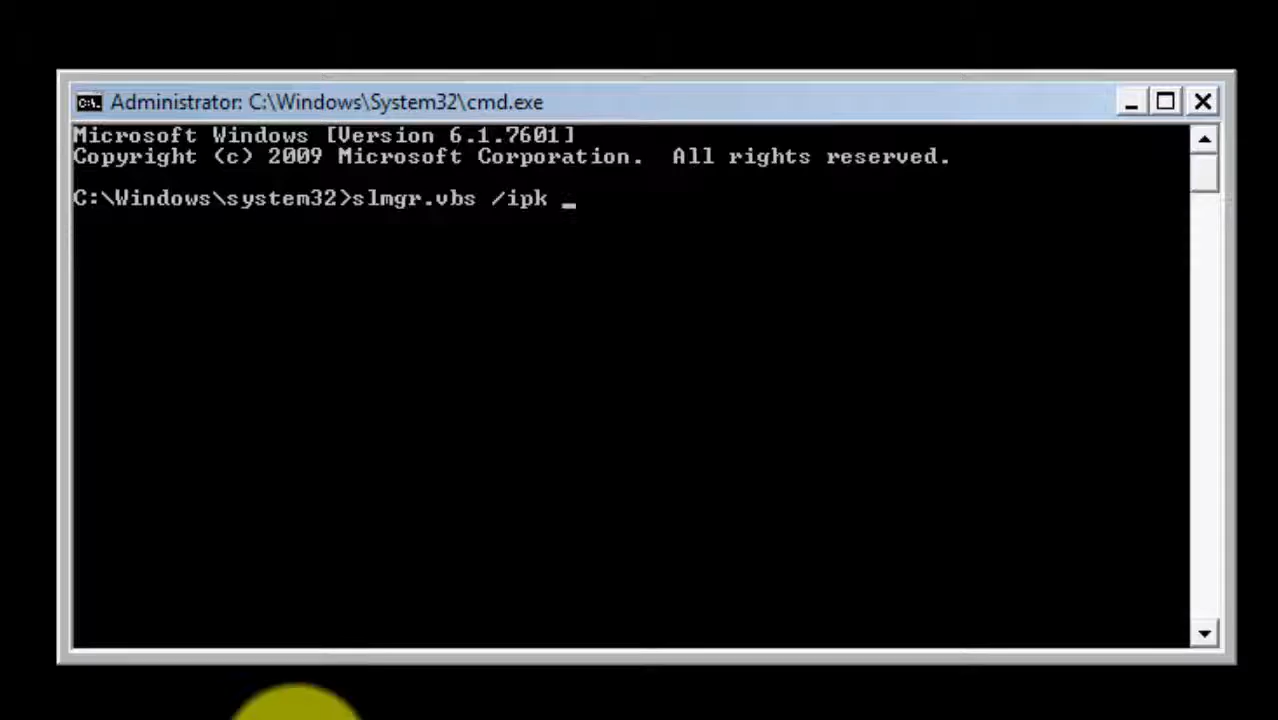 Administrator: C:\Windows\System32\cmd.exe
Microsoft Windows [Version 6.1.7601]
Copyright (c) 2009 Microsoft Corporation.  All rights reserved.
C:\Windows\system32>slmgr.vbs /ipk _